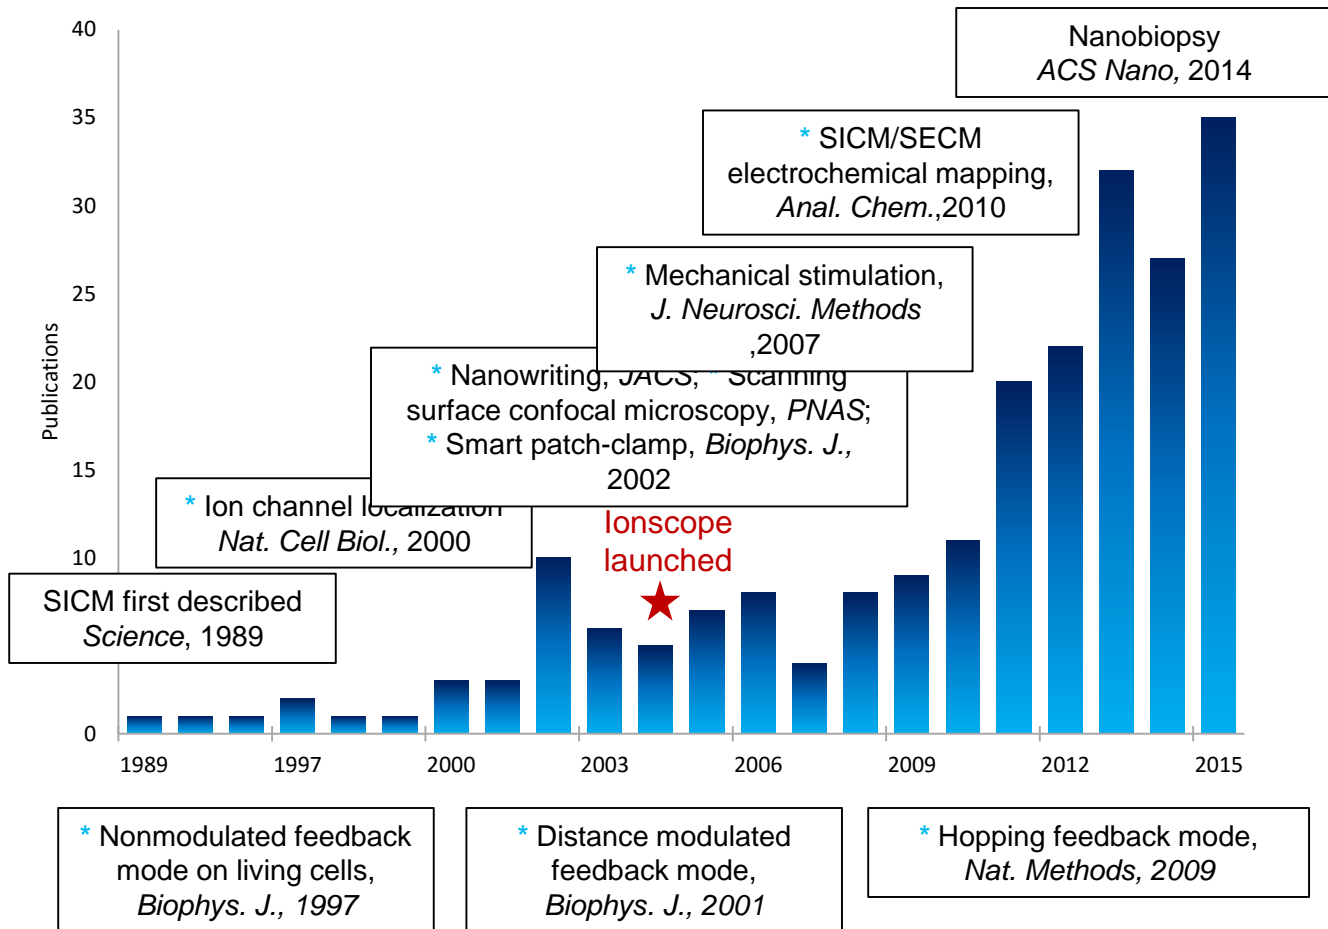 40
35
30
25
20
15
10
0
Publications
Nanobiopsy
ACS Nano, 2014
* SICM/SECM
electrochemical mapping,
Anal. Chem.,2010
* Mechanical stimulation,
J. Neurosci. Methods
,2007
* Nanowriting, JACS; * Scanning
surface confocal microscopy, PNAS;
* Smart patch-clamp, Biophys. J.,
2002
* Ion channel localization
Nat. Cell Biol., 2000
Ionscope
launched
SICM first described
Science, 1989
1989 1997 2000 2003 2006 2009 2012 2015
* Nonmodulated feedback
mode on living cells,
Biophys. J., 1997
* Distance modulated
feedback mode,
Biophys. J., 2001
* Hopping feedback mode,
Nat. Methods, 2009